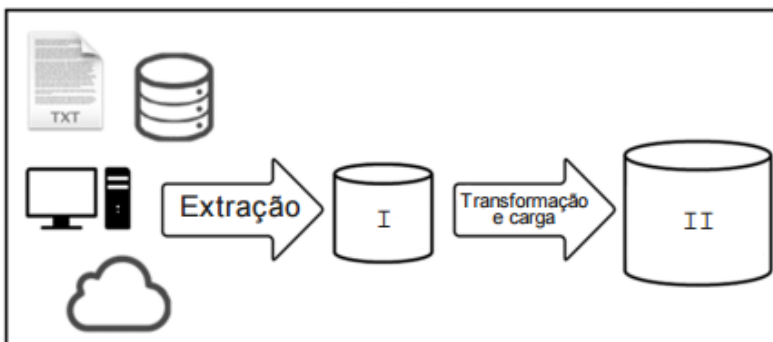 TXT
Extração
I
Transformação
e carga
II